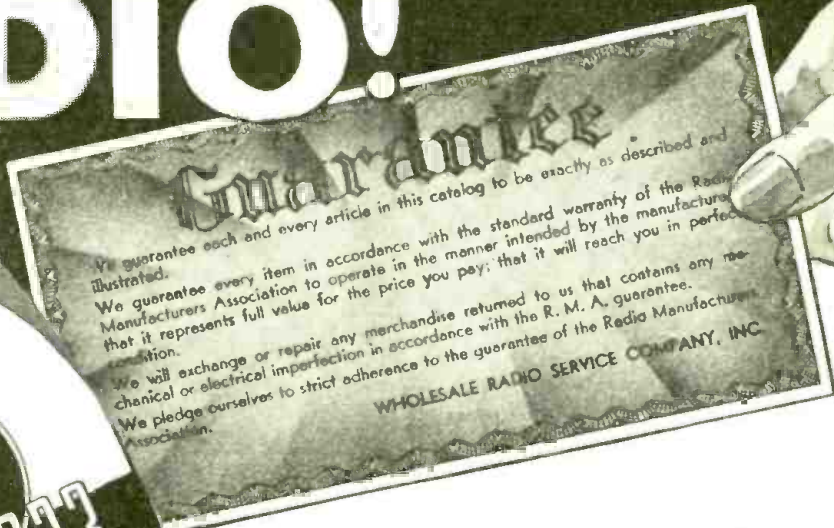 DIO!
Guarantee
We guarantee each and every article in this catalog to be exactly as described and
illustrated.
We guarantee every item in accordance with the standard warranty of the Radio
Manufacturers Association to operate in the manner intended by the manufacturer
that it represents full value for the price you pay; that it will reach you in perfect
condition.
We will exchange or repair any merchandise returned to us that contains any me-
chanical or electrical imperfection in accordance with the R. M. A. guarantee.
We pledge ourselves to strict adherence to the guarantee of the Radio Manufacturers
Association.
WHOLESALE RADIO SERVICE COMPANY, INC.